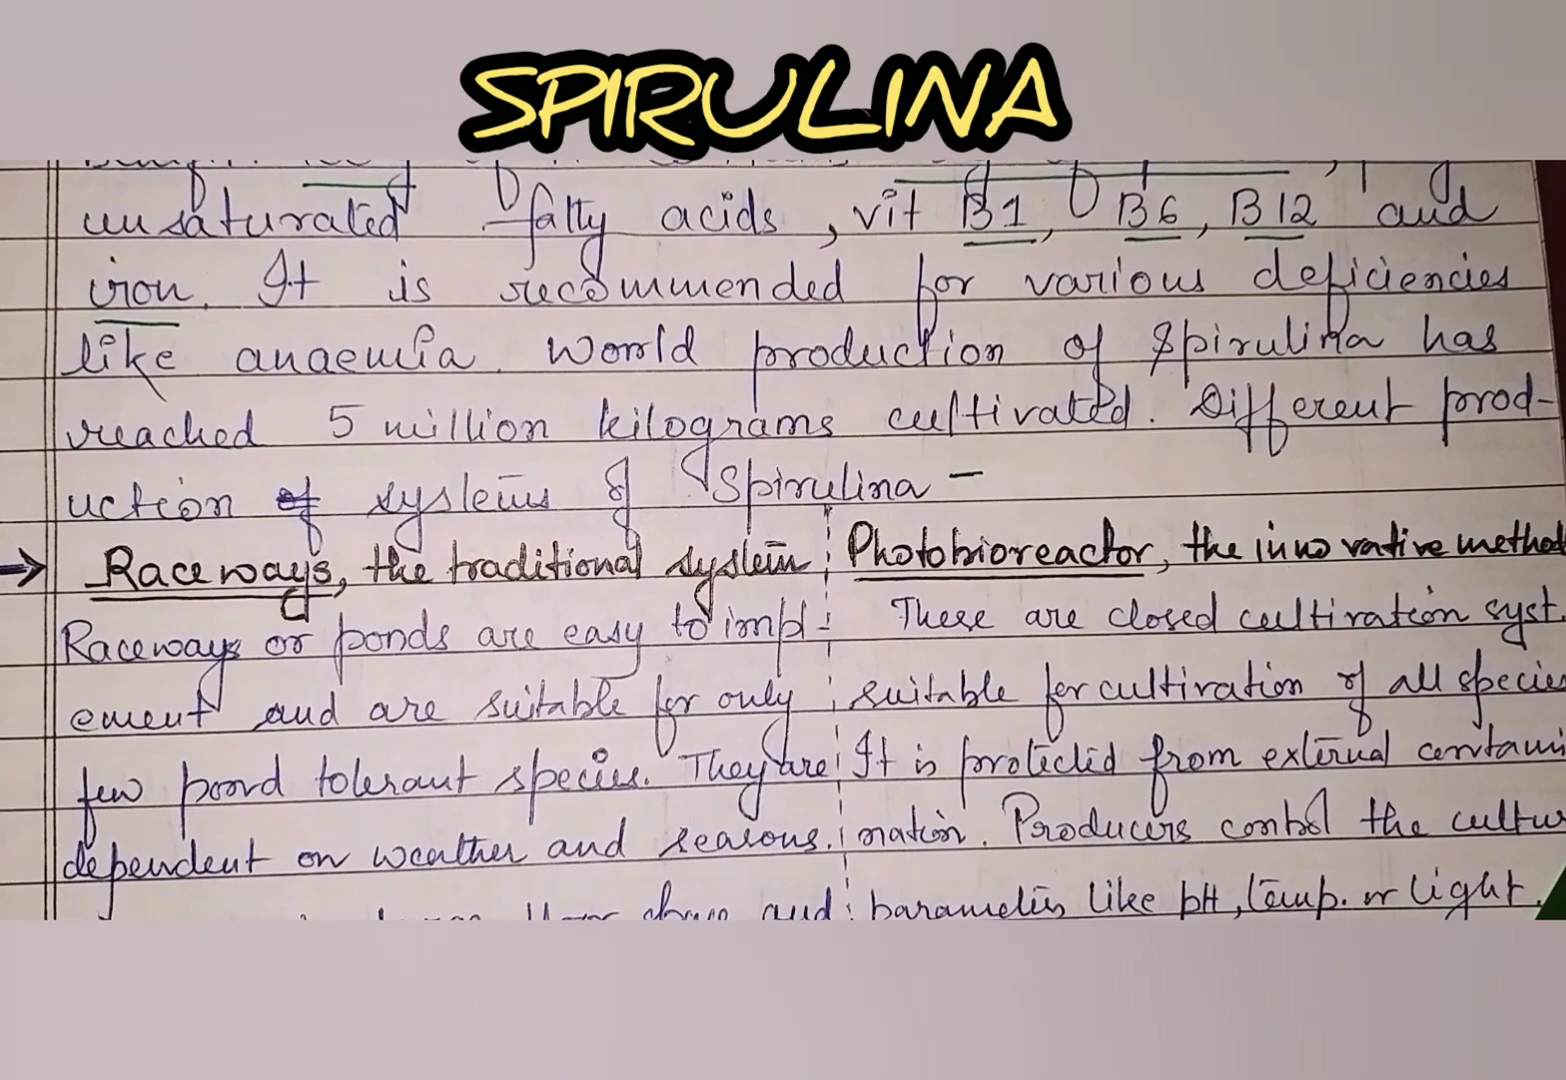 SPIRULINA
unsaturated fatty acids, vit B1, B6, B12 and
iron. It is recommended for various deficiencies
like anaemia. World production of Spirulina has
reached 5 million kilograms cultivated. Different prod-
uction of systems of Spirulina -
→ Raceways, the traditional system
Raceways or ponds are easy to impl-
ement and are suitable for only
few pond tolerant species. They are
dependent on weather and seasons.
and
Photobioreactor, the innovative method
These are closed cultivation syst.
suitable for cultivation of all specie
It is protected from external contami
nation. Producers control the cultu
parameters like pH, temp. or light.